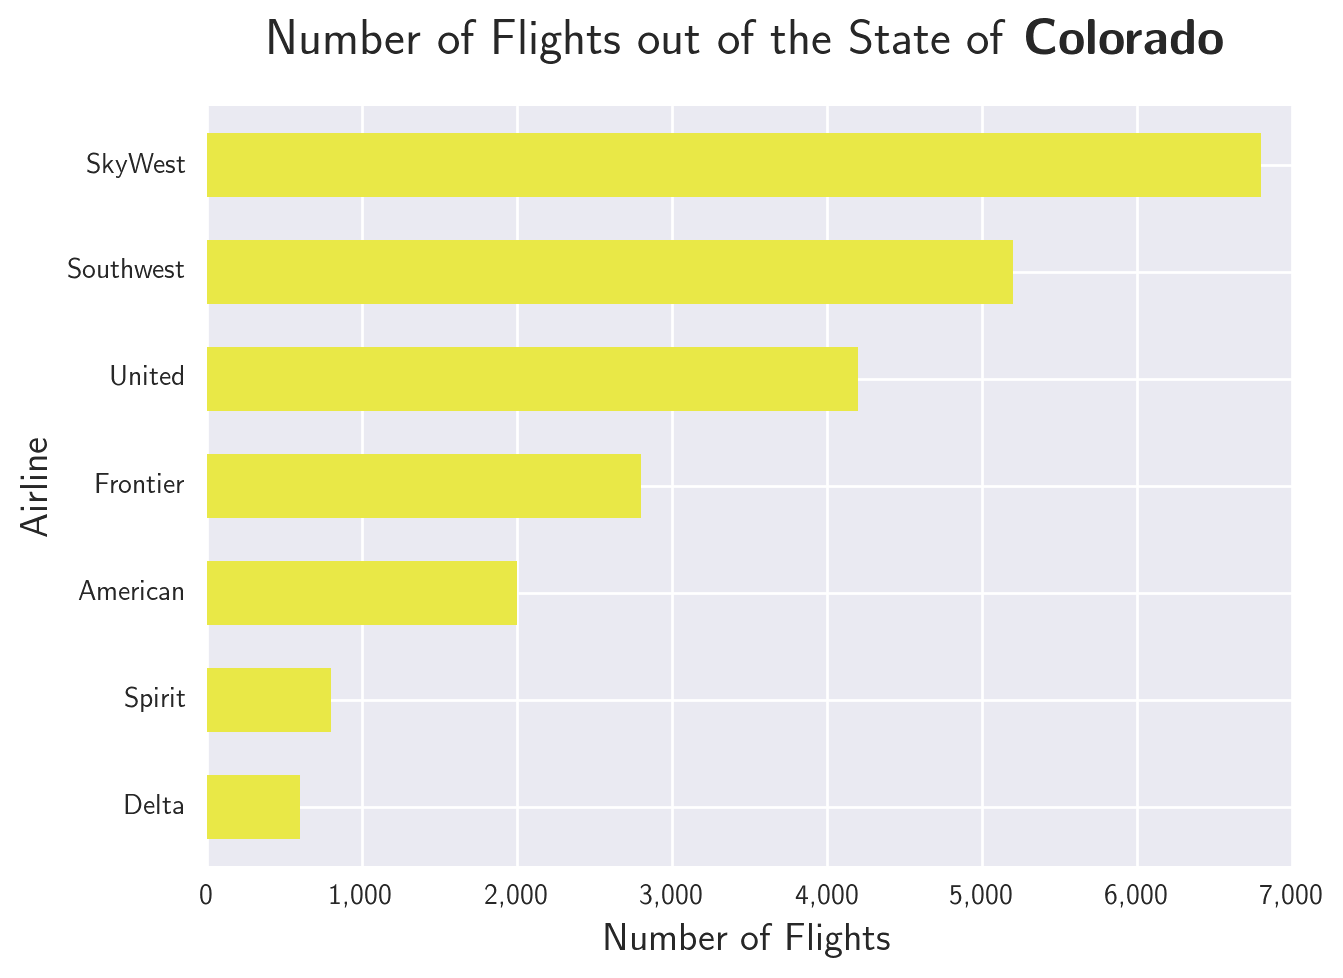 Number of Flights out of the State of Colorado
SkyWest
Southwest
United
Frontier
American
Spirit
Delta
Airline
0 1,000 2,000 3,000 4,000 5,000 6,000 7,000
Number of Flights